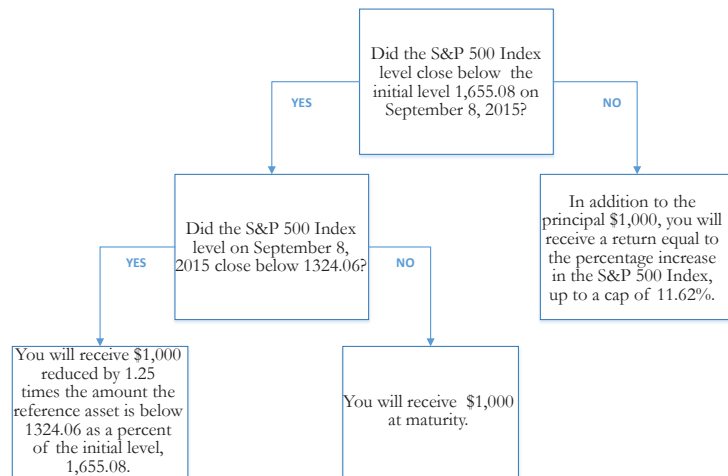 Did the S&P 500 Index
level close below the
initial level 1,655.08 on
September 8, 2015?
YES
NO
Did the S&P 500 Index
level on September 8,
2015 close below 1324.06?
In addition to the
principal $1,000, you will
receive a return equal to
the percentage increase
in the S&P 500 Index,
up to a cap of 11.62%.
YES
NO
You will receive $1,000
reduced by 1.25
times the amount the
reference asset is below
1324.06 as a percent
of the initial level,
1,655.08.
You will receive $1,000
at maturity.